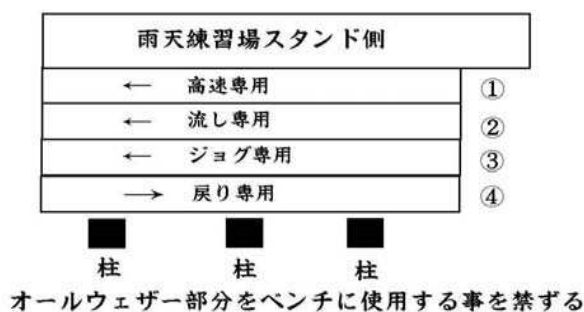 雨天練習場スタンド側
← 高速専用 ①
← 流し専用 ②
← ジョグ専用 ③
→ 戻り専用 ④
柱 柱 柱
オールウェザー部分をベンチに使用する事を禁ずる